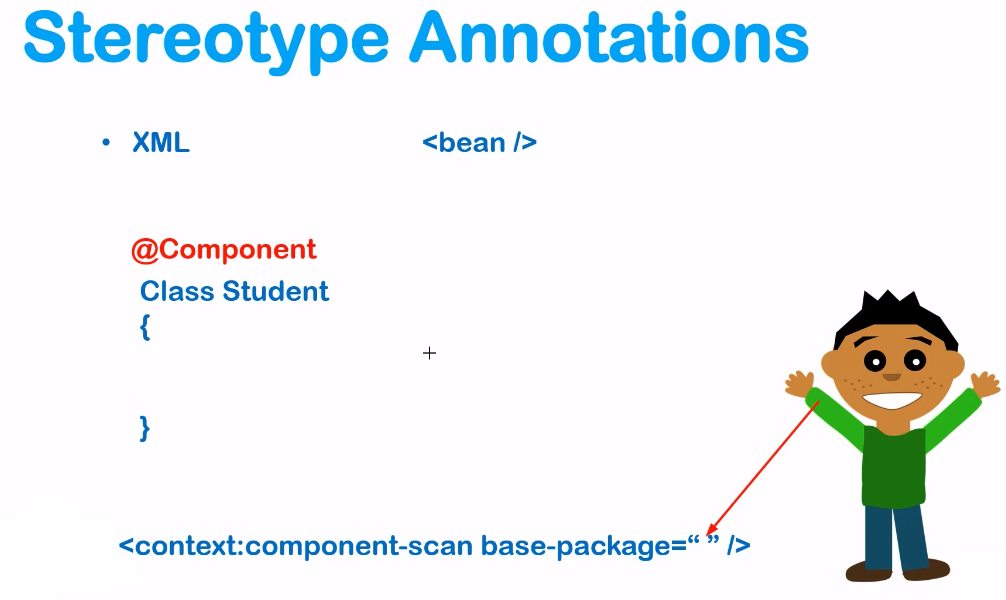 Stereotype Annotations
• XML <bean />
@Component
Class Student
{
}
<context:component-scan base-package=“ ” />